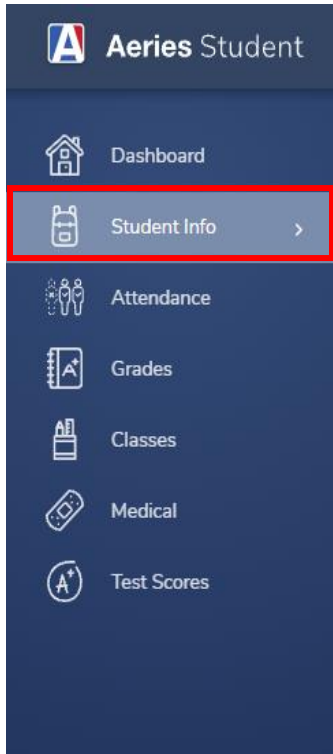 Aeries Student
Dashboard
Student Info
Attendance
Grades
Classes
Medical
Test Scores